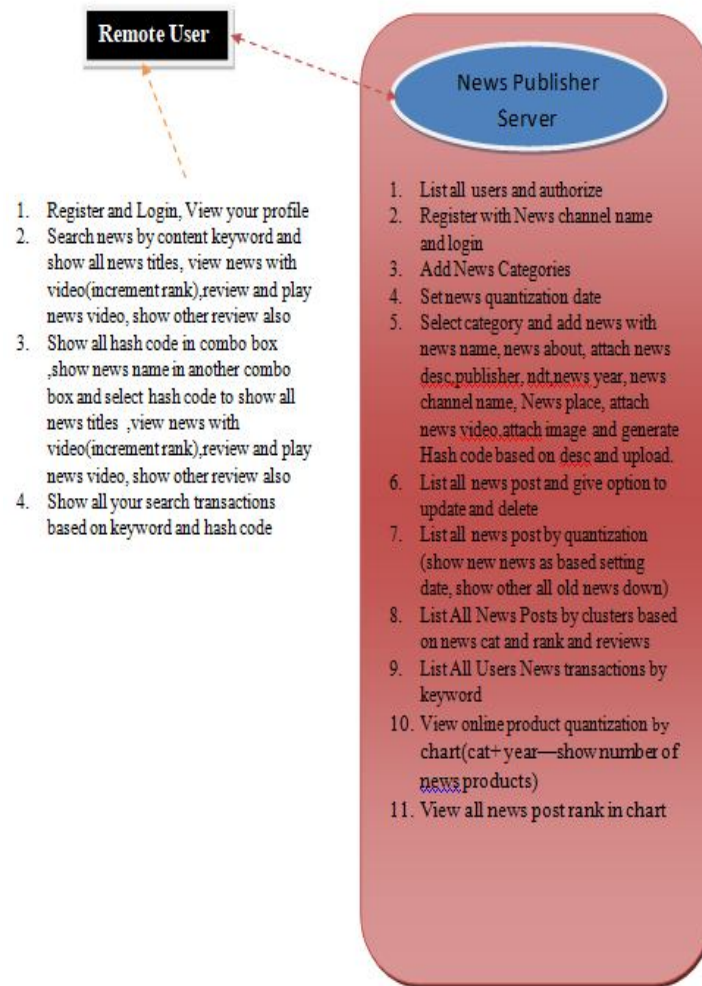 Remote User
1. Register and Login, View your profile
2. Search news by content keyword and
show all news titles, view news with
video(increment rank),review and play
news video, show other review also
3. Show all hash code in combo box
,show news name in another combo
box and select hash code to show all
news titles ,view news with
video(increment rank),review and play
news video, show other review also
4. Show all your search transactions
based on keyword and hash code
News Publisher
Server
1. List all users and authorize
2. Register with News channel name
and login
3. Add News Categories
4. Set news quantization date
5. Select category and add news with
news name, news about, attach news
desc,publisher, ndt,news year, news
channel name, News place, attach
news video,attach image and generate
Hash code based on desc and upload.
6. List all news post and give option to
update and delete
7. List all news post by quantization
(show new news as based setting
date, show other all old news down)
8. List All News Posts by clusters based
on news cat and rank and reviews
9. List All Users News transactions by
keyword
10. View online product quantization by
chart(cat+ year—show number of
news products)
11. View all news post rank in chart